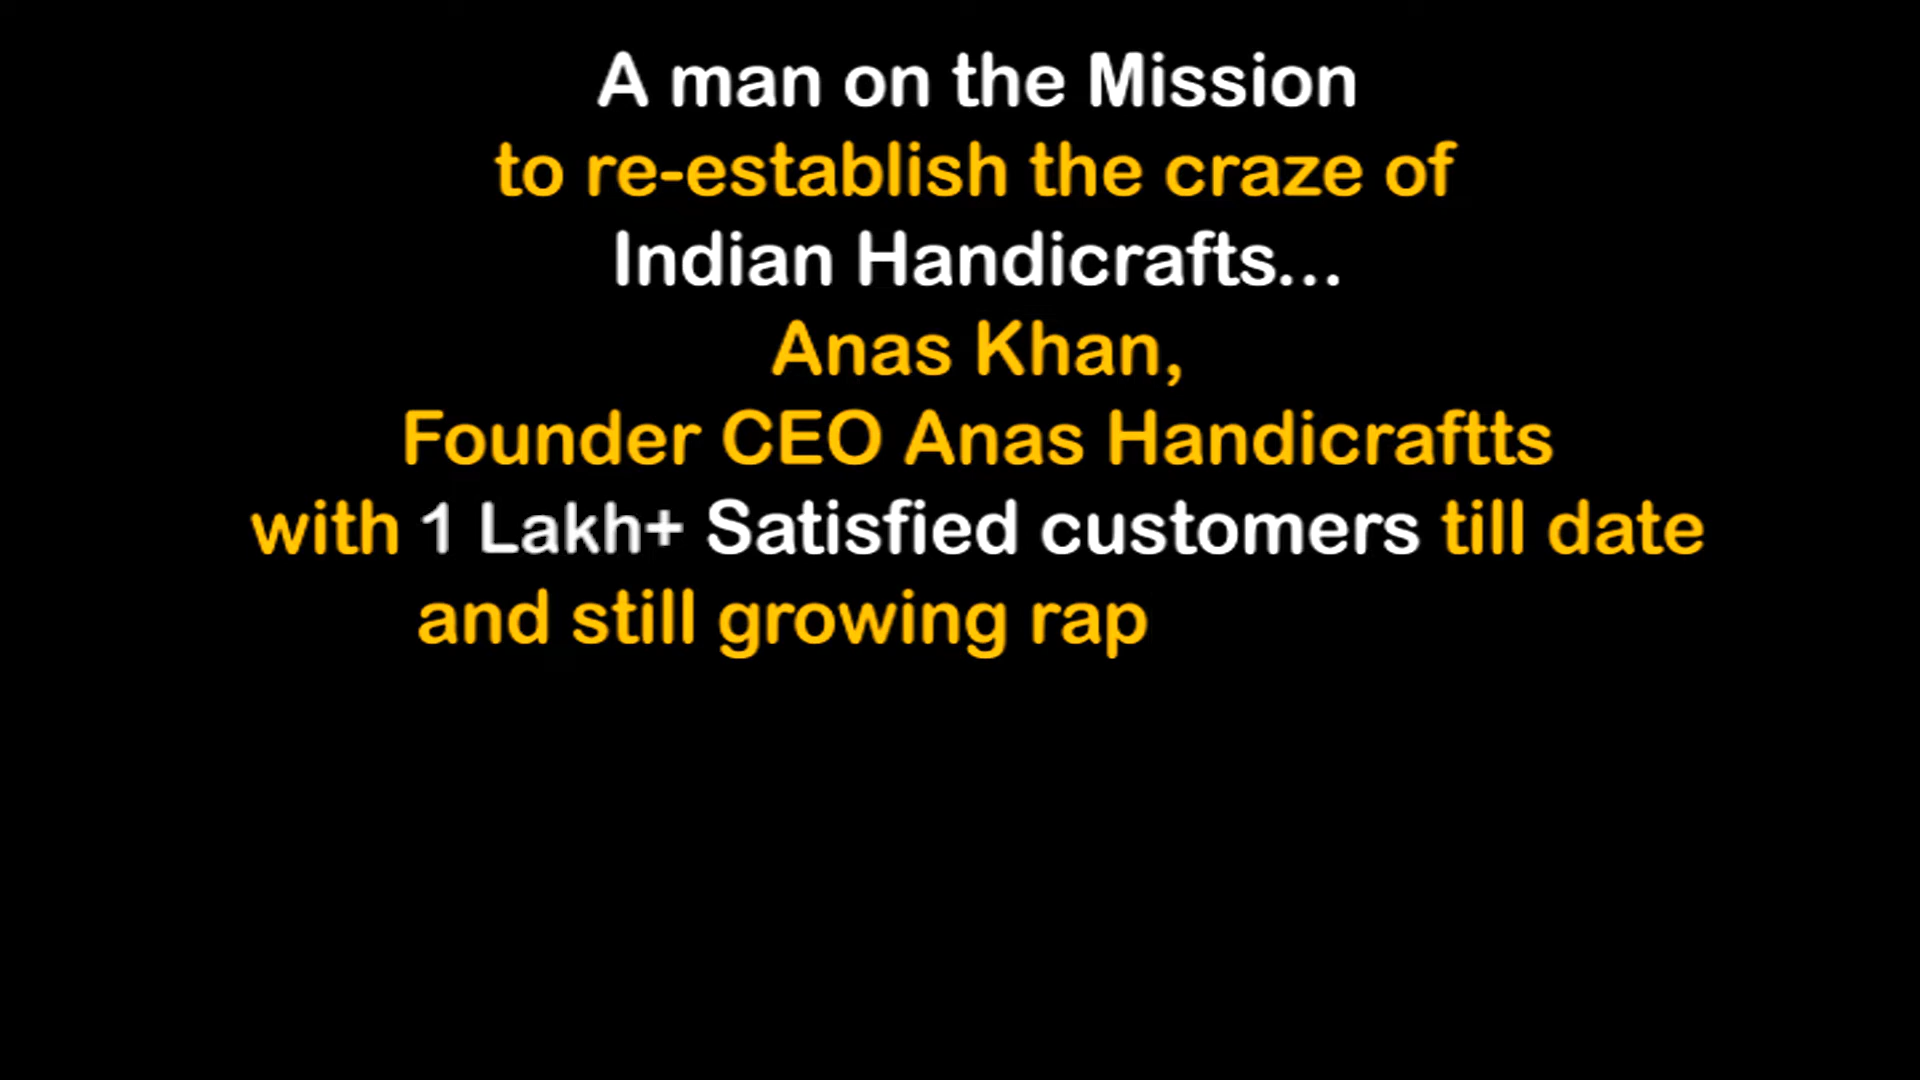 A man on the Mission
to re-establish the craze of
Indian Handicrafts...
Anas Khan,
Founder CEO Anas Handicraftts
with 1 Lakh+ Satisfied customers till date
and still growing rap